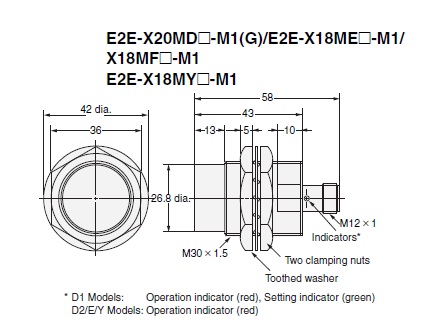 E2E-X20MD□-M1(G)/E2E-X18ME□-M1/
X18MF□-M1
E2E-X18MY□-M1
58
42 dia.
43
36
13
5
10
26.8 dia.
M12 × 1
Indicators*
M30 × 1.5
Two clamping nuts
Toothed washer
* D1 Models: Operation indicator (red), Setting indicator (green)
D2/E/Y Models: Operation indicator (red)